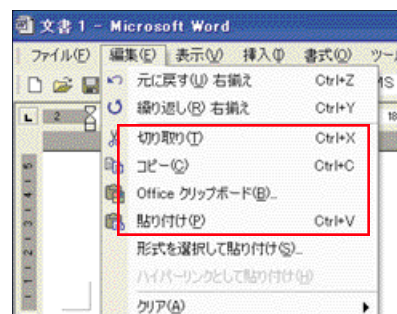 文書 1 - Microsoft Word
ファイル(F) 編集(E) 表示(V) 挿入(I) 書式(O) ツー
元に戻す(U) 右揃え Ctrl+Z
繰り返し(R) 右揃え Ctrl+Y
切り取り(T) Ctrl+X
コピー(C) Ctrl+C
Office クリップボード(B)...
貼り付け(P) Ctrl+V
形式を選択して貼り付け(S)...
ハイパーリンクとして貼り付け(H)
クリア(A)